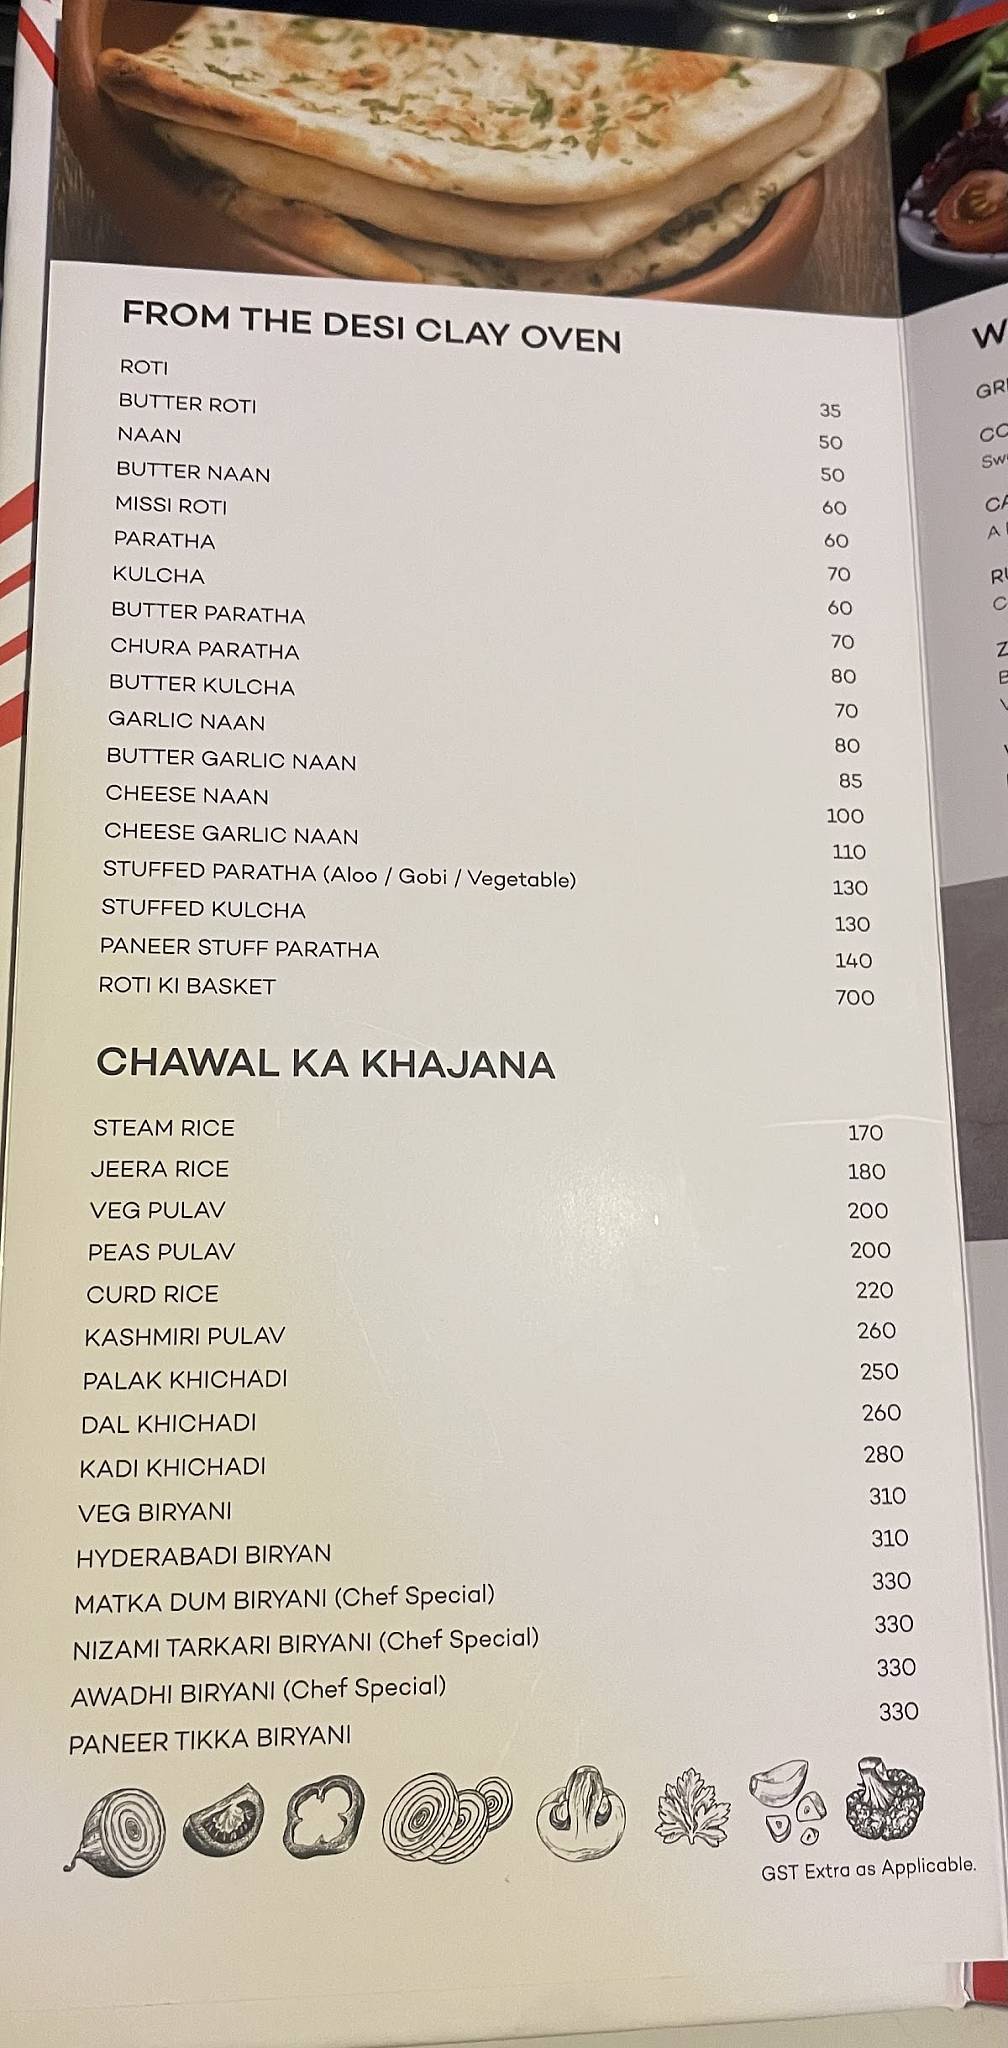 FROM THE DESI CLAY OVEN
ROTI 35
BUTTER ROTI 50
NAAN 50
BUTTER NAAN 60
MISSI ROTI 60
PARATHA 70
KULCHA 60
BUTTER PARATHA 70
CHURA PARATHA 80
BUTTER KULCHA 70
GARLIC NAAN 80
BUTTER GARLIC NAAN 85
CHEESE NAAN 100
CHEESE GARLIC NAAN 110
STUFFED PARATHA (Aloo / Gobi / Vegetable) 130
STUFFED KULCHA 130
PANEER STUFF PARATHA 140
ROTI KI BASKET 700
CHAWAL KA KHAJANA
STEAM RICE 170
JEERA RICE 180
VEG PULAV 200
PEAS PULAV 200
CURD RICE 220
KASHMIRI PULAV 260
PALAK KHICHADI 250
DAL KHICHADI 260
KADI KHICHADI 280
VEG BIRYANI 310
HYDERABADI BIRYAN 310
MATKA DUM BIRYANI (Chef Special) 330
NIZAMI TARKARI BIRYANI (Chef Special) 330
AWADHI BIRYANI (Chef Special) 330
PANEER TIKKA BIRYANI 330
GST Extra as Applicable.